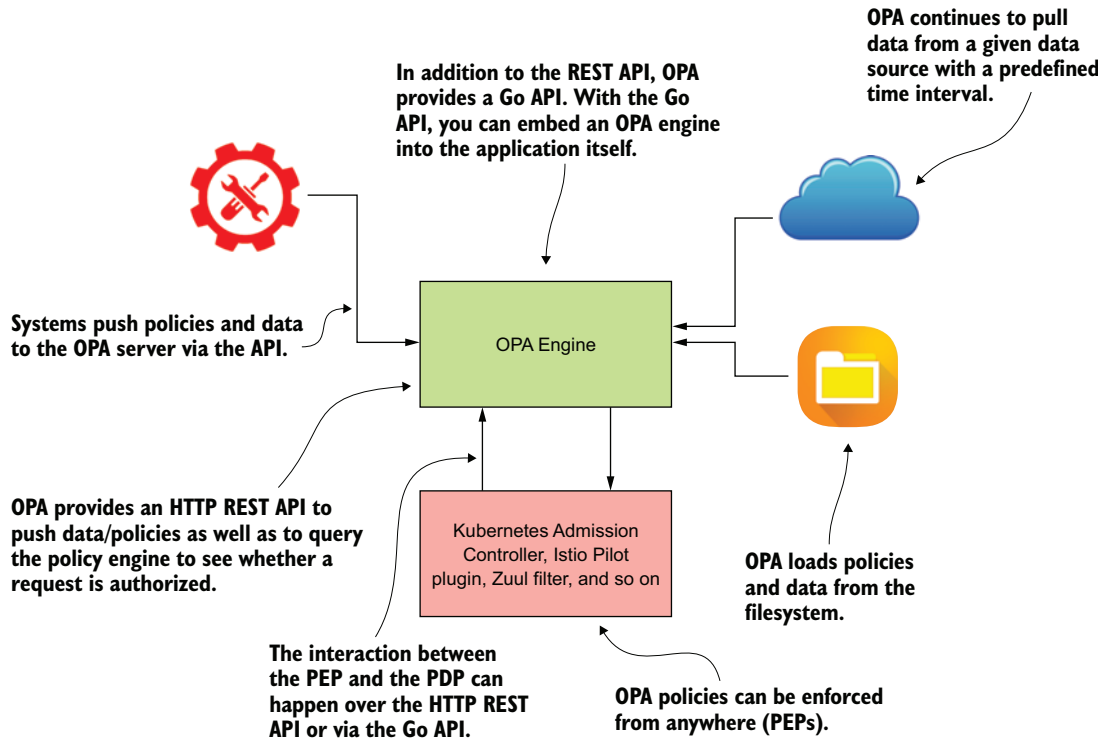 OPA continues to pull
data from a given data
source with a predefined
time interval.
In addition to the REST API, OPA
provides a Go API. With the Go
API, you can embed an OPA engine
into the application itself.
Systems push policies and data
to the OPA server via the API.
OPA Engine
OPA provides an HTTP REST API to
push data/policies as well as to query
the policy engine to see whether a
request is authorized.
Kubernetes Admission
Controller, Istio Pilot
plugin, Zuul filter, and so on
OPA loads policies
and data from the
filesystem.
The interaction between
the PEP and the PDP can
happen over the HTTP REST
API or via the Go API.
OPA policies can be enforced
from anywhere (PEPs).